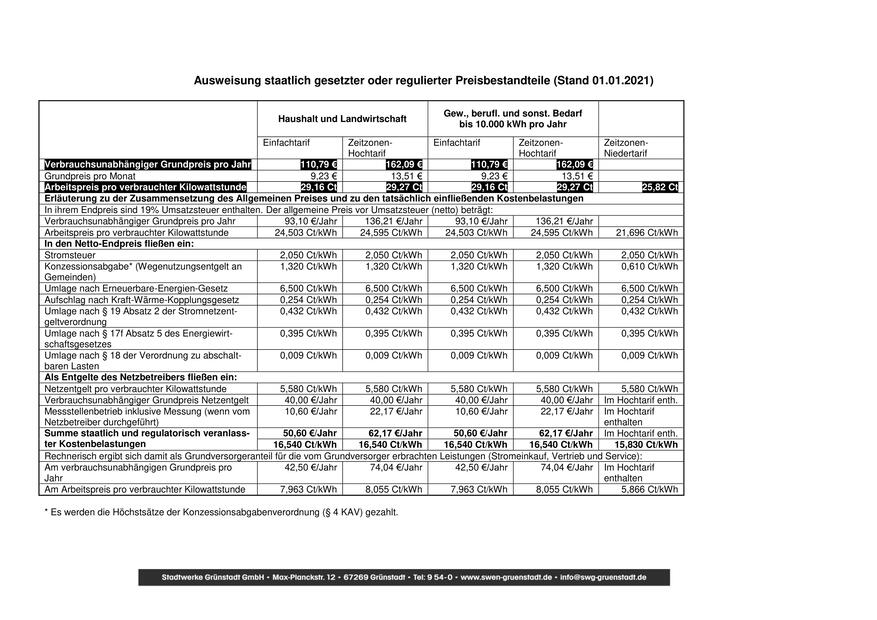 Ausweisung staatlich gesetzter oder regulierter Preisbestandteile (Stand 01.01.2021)
Haushalt und Landwirtschaft Gew., berufl. und sonst. Bedarf
bis 10.000 kWh pro Jahr
Einfachtarif Zeitzonen- Einfachtarif Zeitzonen- Zeitzonen-
Hochtarif Hochtarif Niedertarif
Verbrauchsunabhängiger Grundpreis pro Jahr 110,79 € 162,09 € 110,79 € 162,09 €
Grundpreis pro Monat 9,23 € 13,51 € 9,23 € 13,51 €
Arbeitspreis pro verbrauchter Kilowattstunde 29,16 Ct 29,27 Ct 29,16 Ct 29,27 Ct 25,82 Ct
Erläuterung zu der Zusammensetzung des Allgemeinen Preises und zu den tatsächlich einfließenden Kostenbelastungen
In ihrem Endpreis sind 19% Umsatzsteuer enthalten. Der allgemeine Preis vor Umsatzsteuer (netto) beträgt:
Verbrauchsunabhängiger Grundpreis pro Jahr 93,10 €/Jahr 136,21 €/Jahr 93,10 €/Jahr 136,21 €/Jahr
Arbeitspreis pro verbrauchter Kilowattstunde 24,503 Ct/kWh 24,595 Ct/kWh 24,503 Ct/kWh 24,595 Ct/kWh 21,696 Ct/kWh
In den Netto-Endpreis fließen ein:
Stromsteuer 2,050 Ct/kWh 2,050 Ct/kWh 2,050 Ct/kWh 2,050 Ct/kWh 2,050 Ct/kWh
Konzessionsabgabe* (Wegenutzungsentgelt an 1,320 Ct/kWh 1,320 Ct/kWh 1,320 Ct/kWh 1,320 Ct/kWh 0,610 Ct/kWh
Gemeinden)
Umlage nach Erneuerbare-Energien-Gesetz 6,500 Ct/kWh 6,500 Ct/kWh 6,500 Ct/kWh 6,500 Ct/kWh 6,500 Ct/kWh
Aufschlag nach Kraft-Wärme-Kopplungsgesetz 0,254 Ct/kWh 0,254 Ct/kWh 0,254 Ct/kWh 0,254 Ct/kWh 0,254 Ct/kWh
Umlage nach § 19 Absatz 2 der Stromnetzent- 0,432 Ct/kWh 0,432 Ct/kWh 0,432 Ct/kWh 0,432 Ct/kWh 0,432 Ct/kWh
geltverordnung
Umlage nach § 17f Absatz 5 des Energiewirt- 0,395 Ct/kWh 0,395 Ct/kWh 0,395 Ct/kWh 0,395 Ct/kWh 0,395 Ct/kWh
schaftsgesetzes
Umlage nach § 18 der Verordnung zu abschalt- 0,009 Ct/kWh 0,009 Ct/kWh 0,009 Ct/kWh 0,009 Ct/kWh 0,009 Ct/kWh
baren Lasten
Als Entgelte des Netzbetreibers fließen ein:
Netzentgelt pro verbrauchter Kilowattstunde 5,580 Ct/kWh 5,580 Ct/kWh 5,580 Ct/kWh 5,580 Ct/kWh 5,580 Ct/kWh
Verbrauchsunabhängiger Grundpreis Netzentgelt 40,00 €/Jahr 40,00 €/Jahr 40,00 €/Jahr 40,00 €/Jahr Im Hochtarif enth.
Messstellenbetrieb inklusive Messung (wenn vom 10,60 €/Jahr 22,17 €/Jahr 10,60 €/Jahr 22,17 €/Jahr Im Hochtarif
Netzbetreiber durchgeführt) enthalten
Summe staatlich und regulatorisch veranlass- 50,60 €/Jahr 62,17 €/Jahr 50,60 €/Jahr 62,17 €/Jahr Im Hochtarif enth.
ter Kostenbelastungen 16,540 Ct/kWh 16,540 Ct/kWh 16,540 Ct/kWh 16,540 Ct/kWh 15,830 Ct/kWh
Rechnerisch ergibt sich damit als Grundversorgeranteil für die vom Grundversorger erbrachten Leistungen (Stromeinkauf, Vertrieb und Service):
Am verbrauchsunabhängigen Grundpreis pro 42,50 €/Jahr 74,04 €/Jahr 42,50 €/Jahr 74,04 €/Jahr Im Hochtarif
Jahr enthalten
Am Arbeitspreis pro verbrauchter Kilowattstunde 7,963 Ct/kWh 8,055 Ct/kWh 7,963 Ct/kWh 8,055 Ct/kWh 5,866 Ct/kWh
* Es werden die Höchstsätze der Konzessionsabgabenverordnung (§ 4 KAV) gezahlt.
Stadtwerke Grünstadt GmbH • Max-Planckstr. 12 • 67269 Grünstadt • Tel: 9 54-0 • www.swen-gruenstadt.de • info@swg-gruenstadt.de